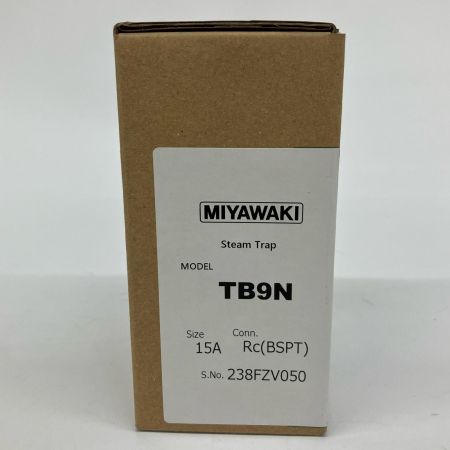 MIYAWAKI
Steam Trap
MODEL
TB9N
Size Conn.
15A Rc(BSPT)
S.No. 238FZV050